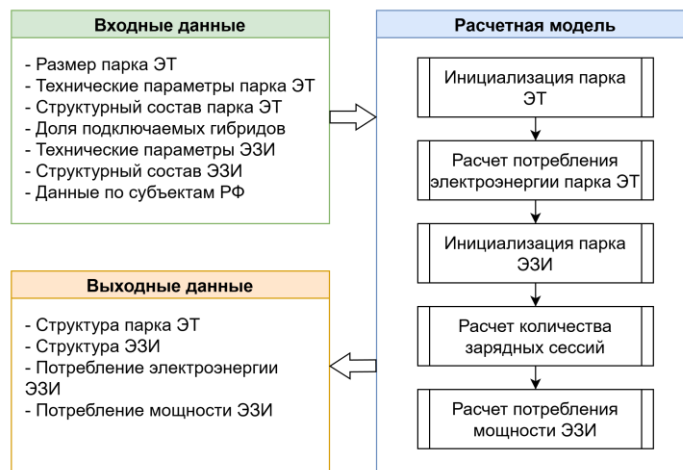 Входные данные
- Размер парка ЭТ
- Технические параметры парка ЭТ
- Структурный состав парка ЭТ
- Доля подключаемых гибридов
- Технические параметры ЭЗИ
- Структурный состав ЭЗИ
- Данные по субъектам РФ
Выходные данные
- Структура парка ЭТ
- Структура ЭЗИ
- Потребление электроэнергии
ЭЗИ
- Потребление мощности ЭЗИ
Расчетная модель
Инициализация парка
ЭТ
Расчет потребления
электроэнергии парка ЭТ
Инициализация парка
ЭЗИ
Расчет количества
зарядных сессий
Расчет потребления
мощности ЭЗИ